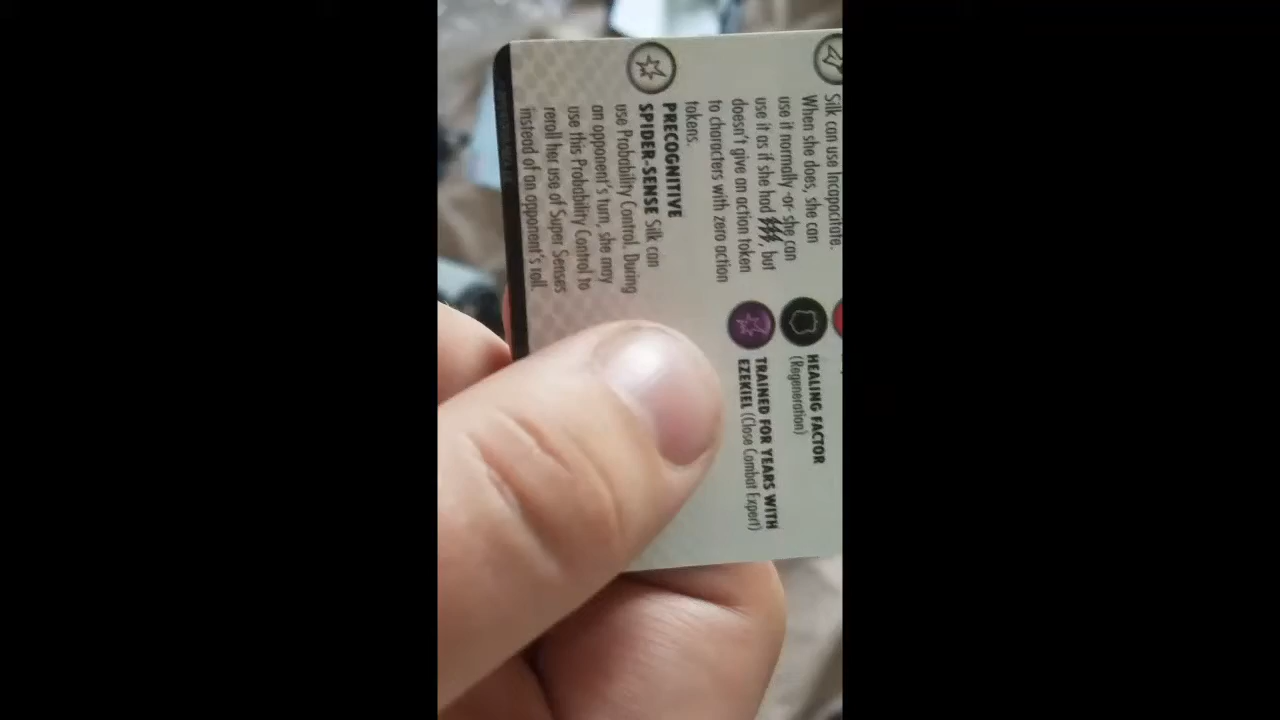 Silk can use Incapacitate.
When she does, she can
use it normally -or- she can
use it as if she had , but
doesn't give an action token
to characters with zero action
tokens.
PRECOGNITIVE
SPIDER-SENSE Silk can
use Probability Control. During
an opponent's turn, she may
use this Probability Control to
reroll her use of Super Senses
instead of an opponent's roll.
HEALING FACTOR
(Regeneration)
TRAINED FOR YEARS WITH
EZEKIEL (Close Combat Expert)